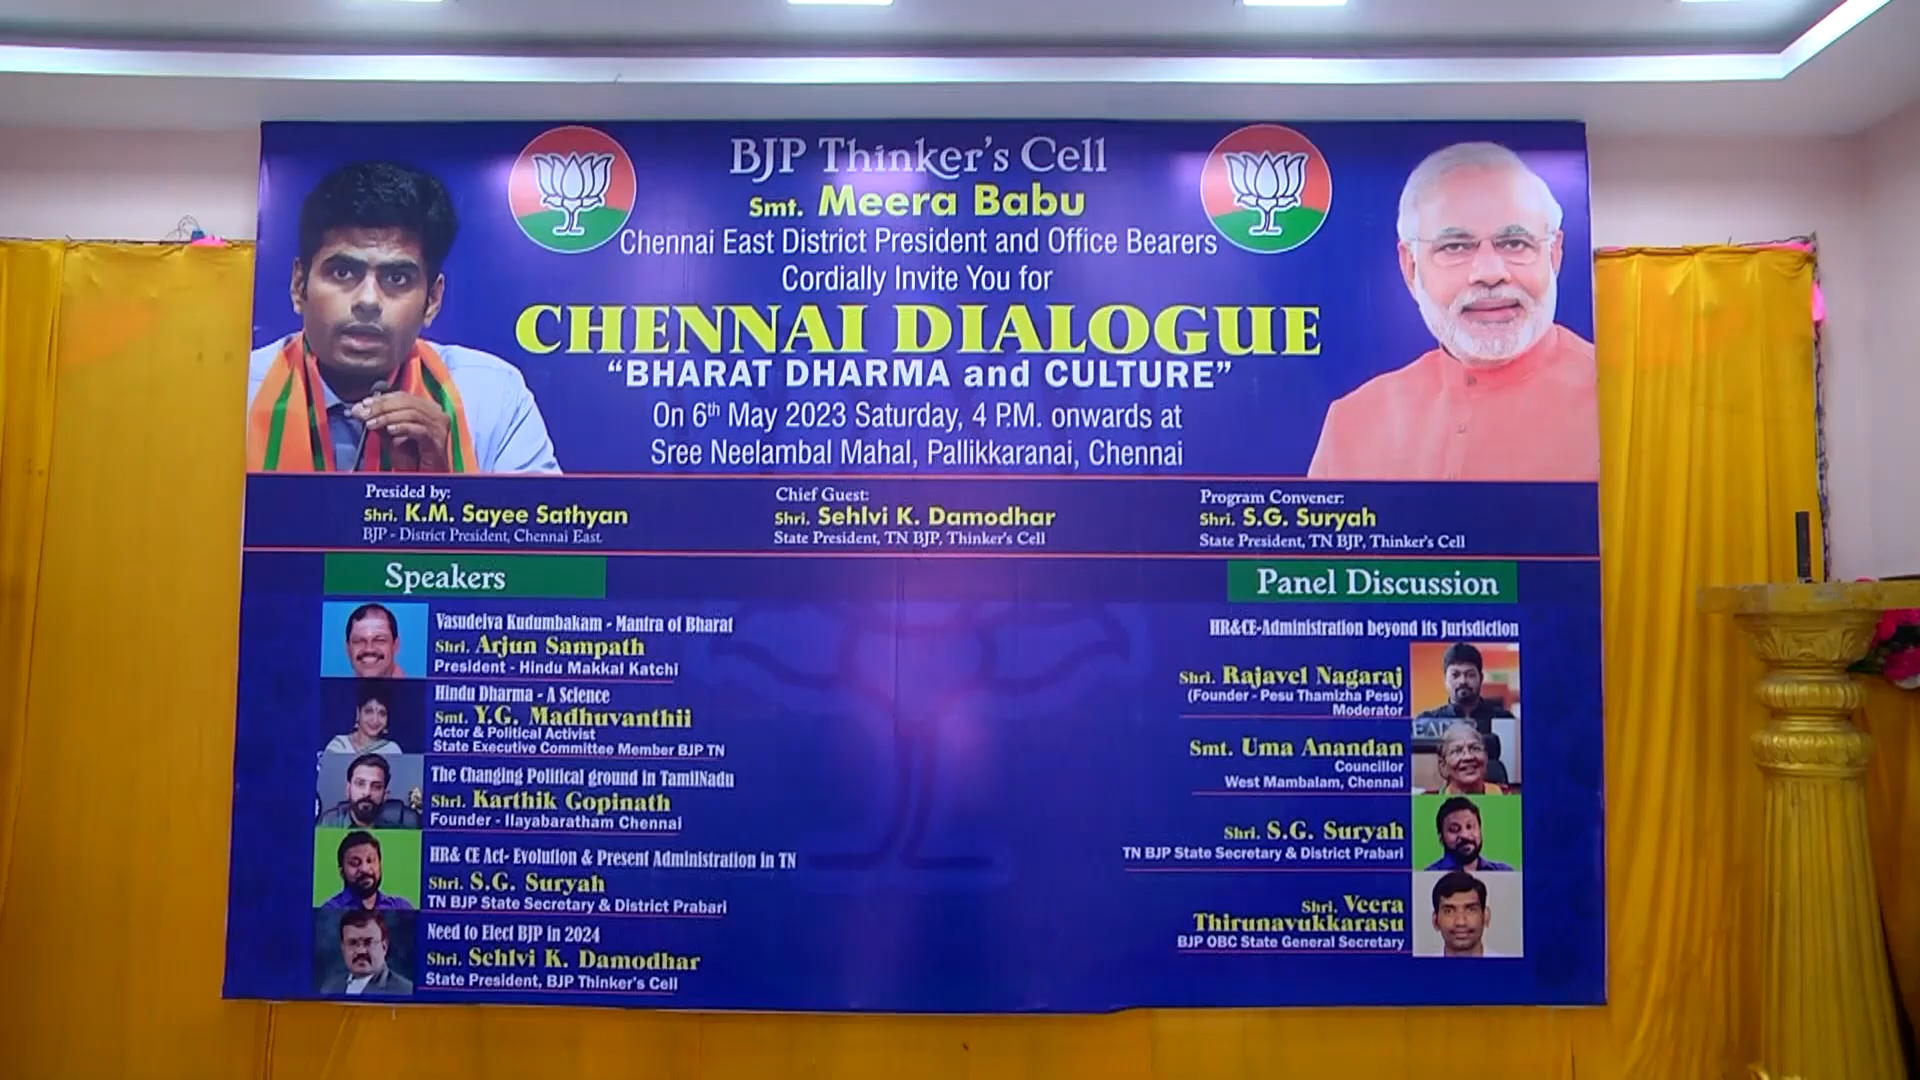 BJP Thinker's Cell
Smt. Meera Babu
Chennai East District President and Office Bearers
Cordially Invite You for
CHENNAI DIALOGUE
“BHARAT DHARMA and CULTURE”
On 6th May 2023 Saturday, 4 P.M. onwards at
Sree Neelambal Mahal, Pallikkaranai, Chennai
Presided by:
Shri. K.M. Sayee Sathyan
BJP - District President, Chennai East.
Chief Guest:
Shri. Sehlvi K. Damodhar
State President, TN BJP, Thinker's Cell
Program Convener:
Shri. S.G. Suryah
State President, TN BJP, Thinker's Cell
Speakers
Vasudeiva Kudumbakam - Mantra of Bharat
Shri. Arjun Sampath
President - Hindu Makkal Katchi
Hindu Dharma - A Science
Smt. Y.G. Madhuvanthii
Actor & Political Activist
State Executive Committee Member BJP TN
The Changing Political ground in TamilNadu
Shri. Karthik Gopinath
Founder - Ilayabaratham Chennai
HR& CE Act- Evolution & Present Administration in TN
Shri. S.G. Suryah
TN BJP State Secretary & District Prabari
Need to Elect BJP in 2024
Shri. Sehlvi K. Damodhar
State President, BJP Thinker's Cell
Panel Discussion
HR&CE-Administration beyond its Jurisdiction
Shri. Rajavel Nagaraj
(Founder - Pesu Thamizha Pesu)
Moderator
Smt. Uma Anandan
Councillor
West Mambalam, Chennai
Shri. S.G. Suryah
TN BJP State Secretary & District Prabari
Shri. Veera
Thirunavukkarasu
BJP OBC State General Secretary